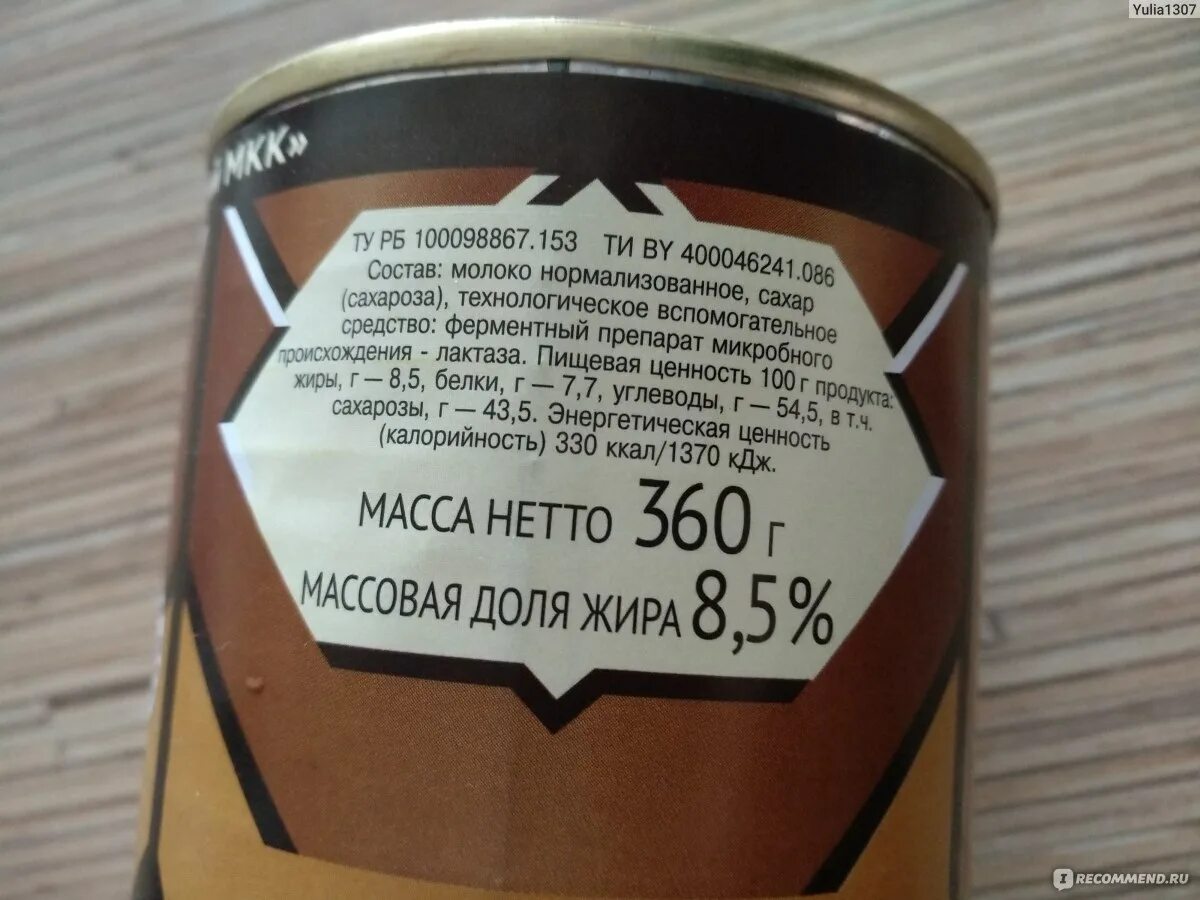 Yulia1307
МКК»
ТУ РБ 100098867.153 ТИ BY 400046241.086
Состав: молоко нормализованное, сахар
(сахароза), технологическое вспомогательное
средство: ферментный препарат микробного
происхождения - лактаза. Пищевая ценность 100 г продукта:
жиры, г — 8,5, белки, г — 7,7, углеводы, г — 54,5, в т.ч.
сахарозы, г — 43,5. Энергетическая ценность
(калорийность) 330 ккал/1370 кДж.
МАССА НЕТТО 360 г
МАССОВАЯ ДОЛЯ ЖИРА 8,5%
IRECOMMEND.RU